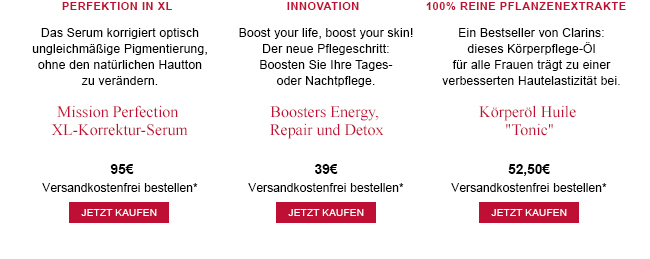 PERFEKTION IN XL
Das Serum korrigiert optisch
ungleichmäßige Pigmentierung,
ohne den natürlichen Hautton
zu verändern.
Mission Perfection
XL-Korrektur-Serum
95€
Versandkostenfrei bestellen*
JETZT KAUFEN
INNOVATION
Boost your life, boost your skin!
Der neue Pflegeschritt:
Boosten Sie Ihre Tages-
oder Nachtpflege.
Boosters Energy,
Repair und Detox
39€
Versandkostenfrei bestellen*
JETZT KAUFEN
100% REINE PFLANZENEXTRAKTE
Ein Bestseller von Clarins:
dieses Körperpflege-Öl
für alle Frauen trägt zu einer
verbesserten Hautelastizität bei.
Körperöl Huile
"Tonic"
52,50€
Versandkostenfrei bestellen*
JETZT KAUFEN